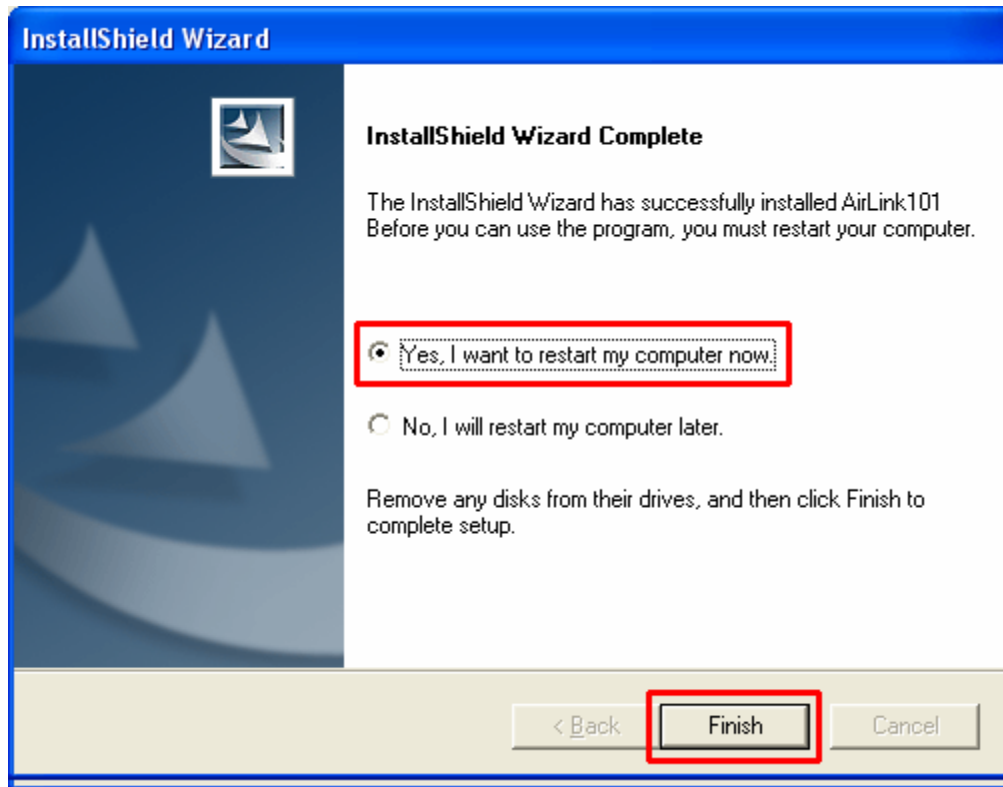 InstallShield Wizard
InstallShield Wizard Complete
The InstallShield Wizard has successfully installed AirLink101
Before you can use the program, you must restart your computer.
Yes, I want to restart my computer now.
No, I will restart my computer later.
Remove any disks from their drives, and then click Finish to
complete setup.
< Back
Finish
Cancel